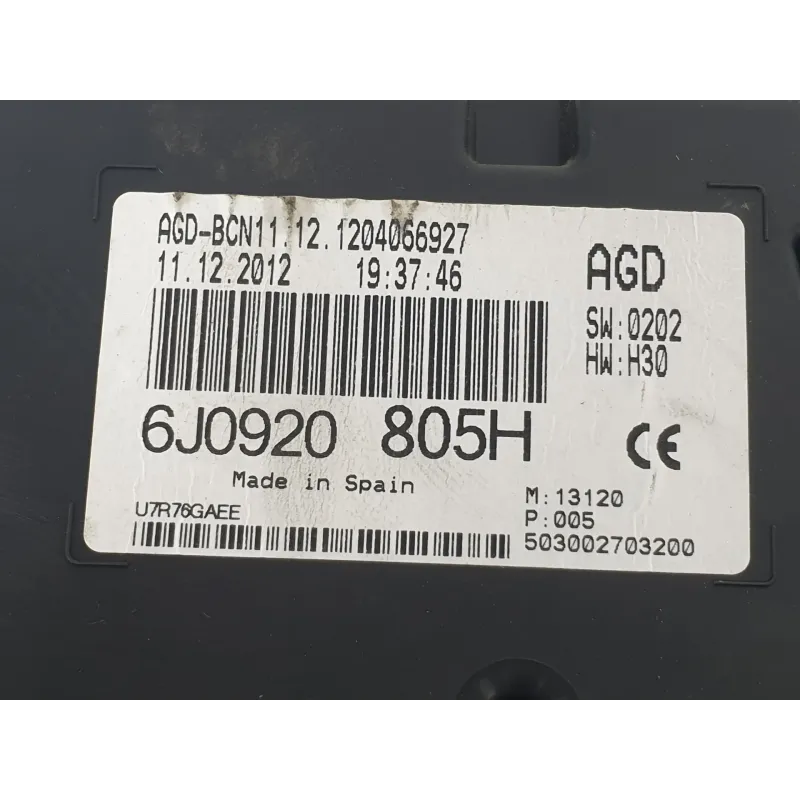 AGD-BCN11.12.1204066927
11.12.2012 19:37:46
AGD
SW:0202
HW:H30
6J0920 805H
CE
Made in Spain
U7R76GAEE
M:13120
P:005
503002703200